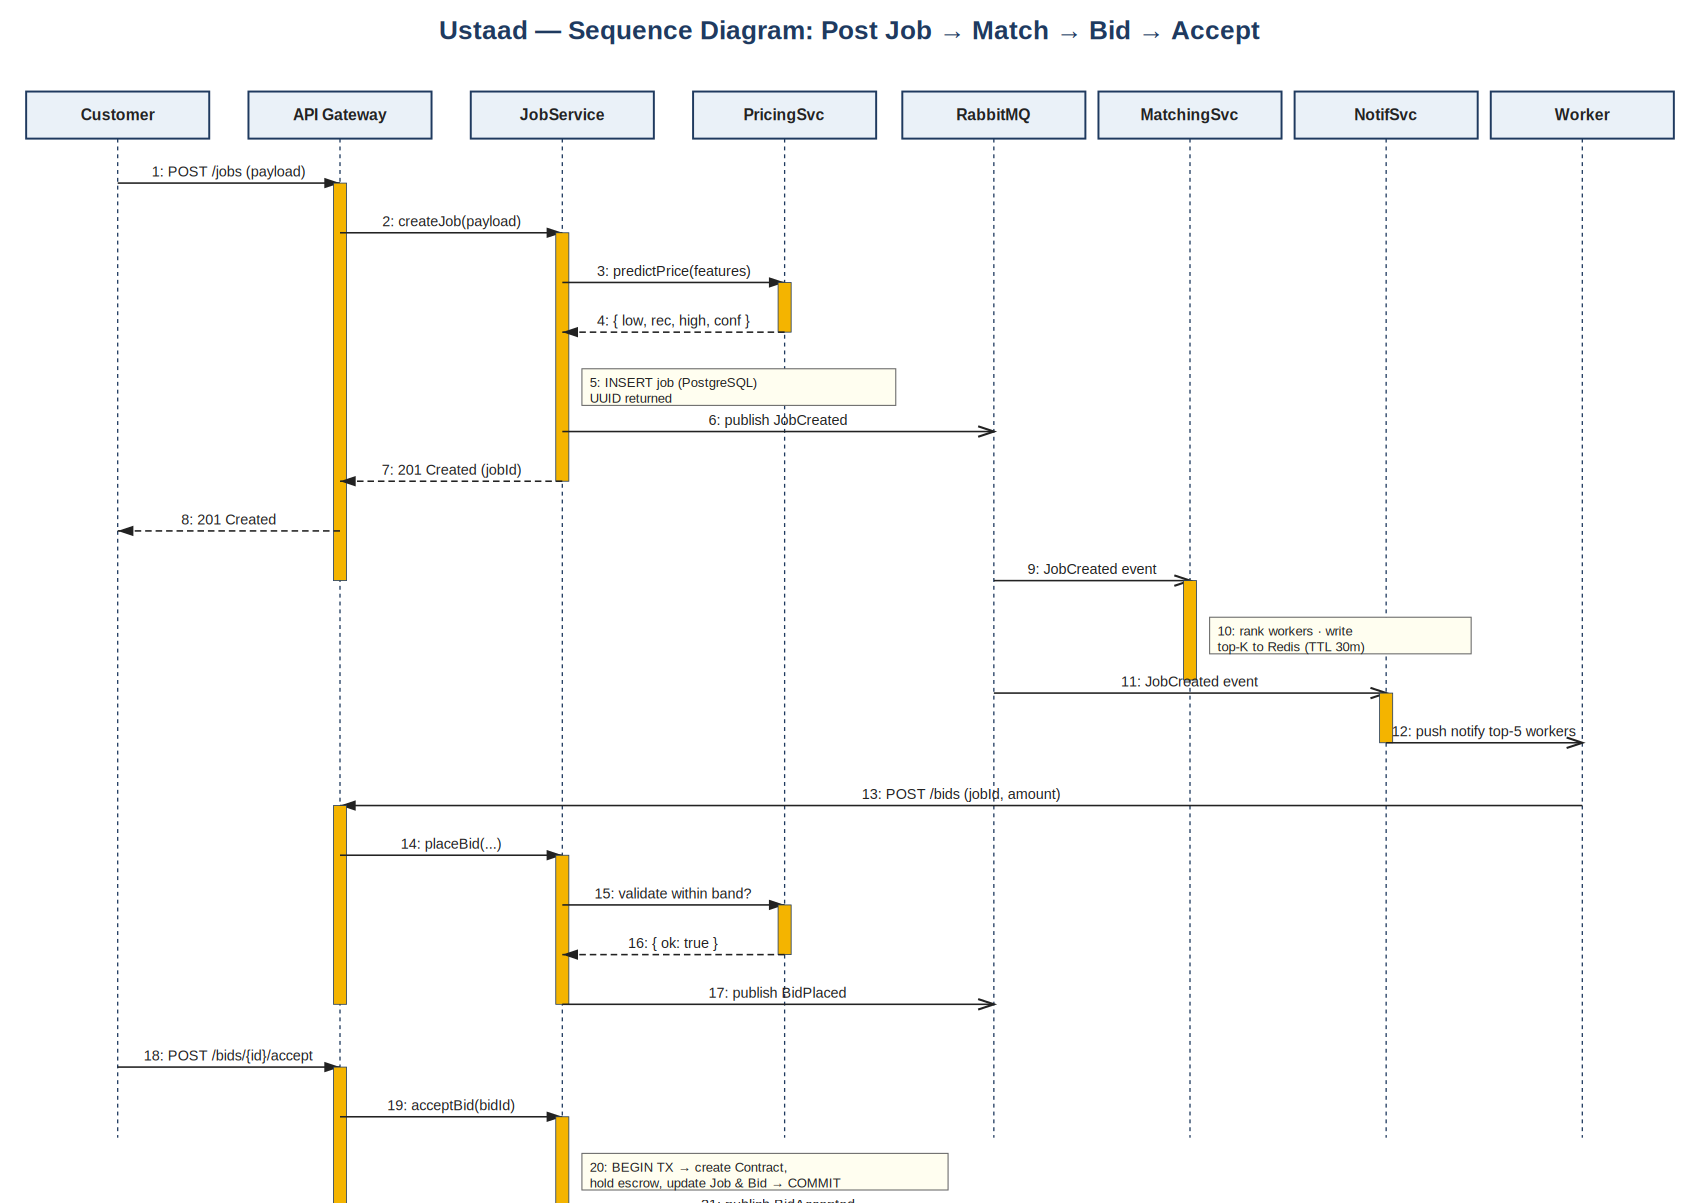 Ustaad — Sequence Diagram: Post Job → Match → Bid → Accept
Customer
API Gateway
JobService
PricingSvc
RabbitMQ
MatchingSvc
NotifSvc
Worker
1: POST /jobs (payload)
2: createJob(payload)
3: predictPrice(features)
4: { low, rec, high, conf }
5: INSERT job (PostgreSQL)
UUID returned
6: publish JobCreated
7: 201 Created (jobId)
8: 201 Created
9: JobCreated event
10: rank workers · write
top-K to Redis (TTL 30m)
11: JobCreated event
12: push notify top-5 workers
13: POST /bids (jobId, amount)
14: placeBid(...)
15: validate within band?
16: { ok: true }
17: publish BidPlaced
18: POST /bids/{id}/accept
19: acceptBid(bidId)
20: BEGIN TX → create Contract,
hold escrow, update Job & Bid → COMMIT
21: publish BidAccepted